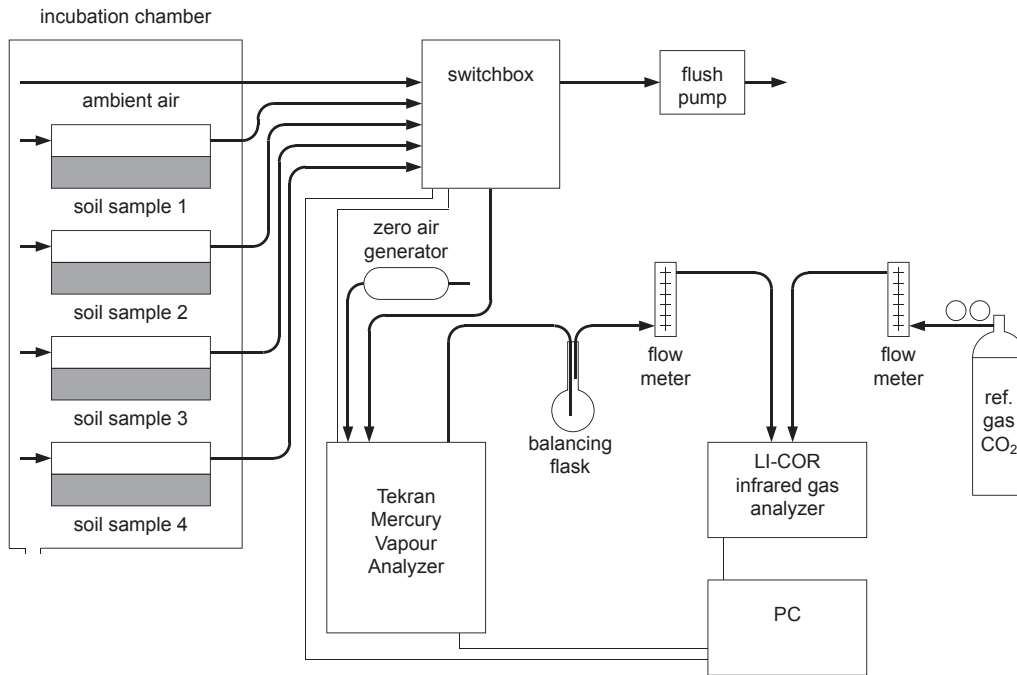 incubation chamber
ambient air
switchbox
flush
pump
soil sample 1
zero air
generator
soil sample 2
flow
meter
flow
meter
soil sample 3
ref.
gas
CO₂
balancing
flask
LI-COR
infrared gas
analyzer
Tekran
Mercury
Vapour
Analyzer
soil sample 4
PC